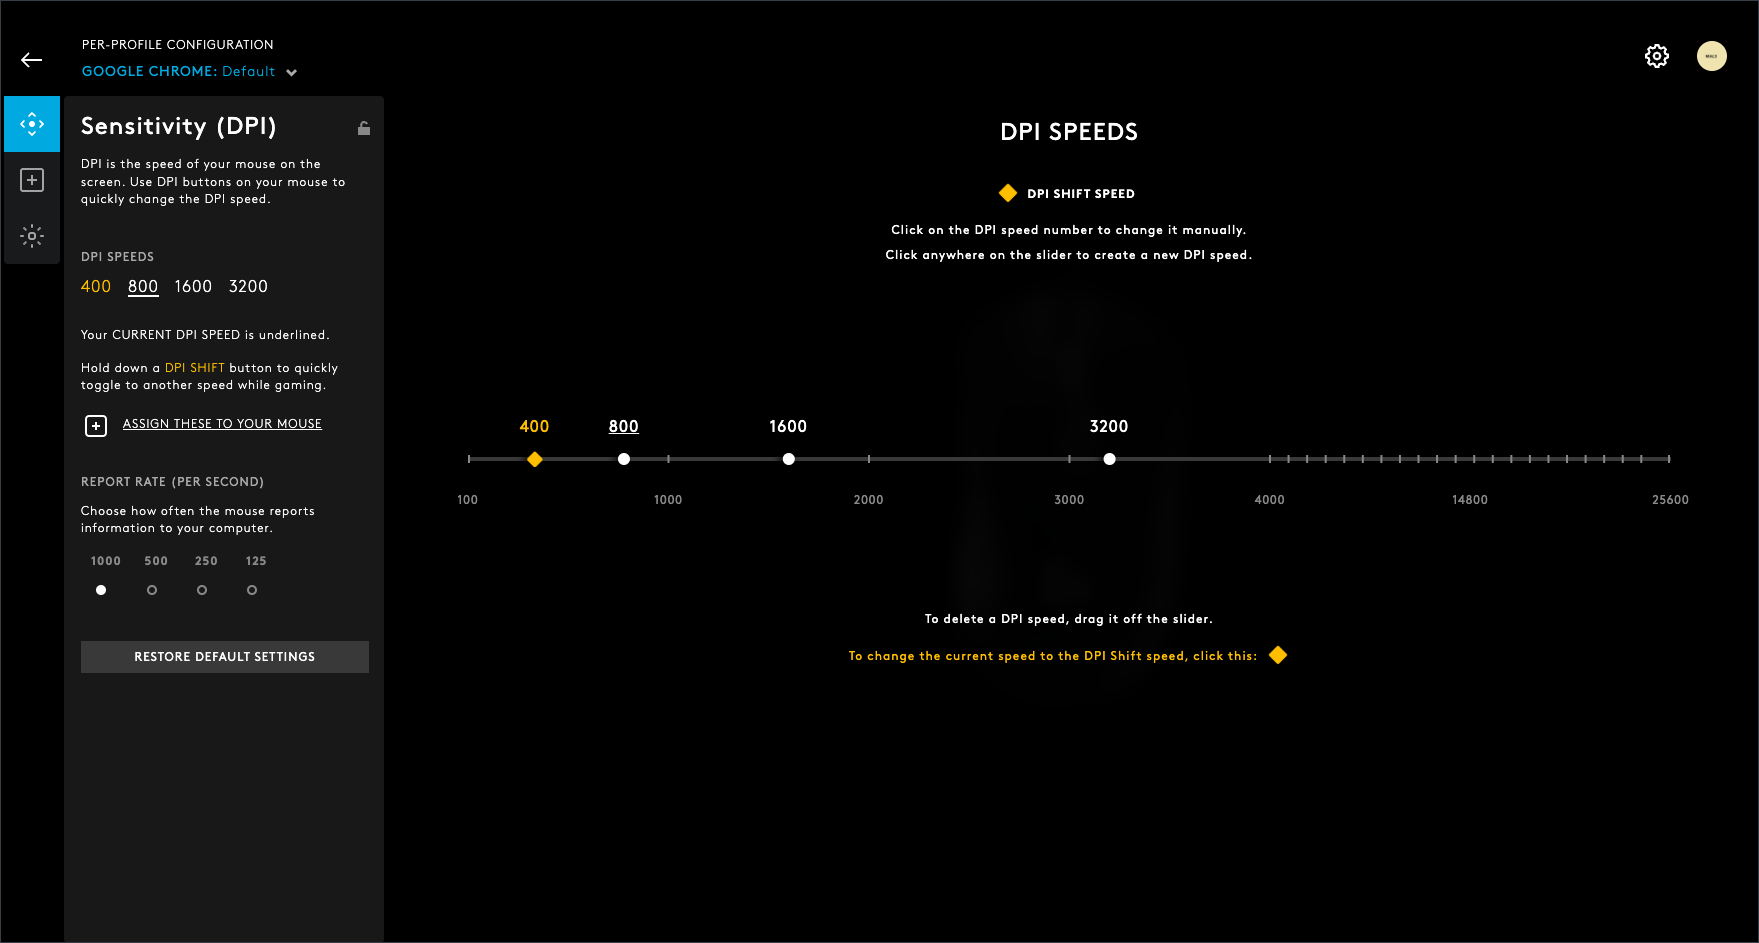 PER-PROFILE CONFIGURATION
GOOGLE CHROME: Default
Sensitivity (DPI)
DPI is the speed of your mouse on the
screen. Use DPI buttons on your mouse to
quickly change the DPI speed.
DPI SPEEDS
400 800 1600 3200
Your CURRENT DPI SPEED is underlined.
Hold down a DPI SHIFT button to quickly
toggle to another speed while gaming.
ASSIGN THESE TO YOUR MOUSE
REPORT RATE (PER SECOND)
Choose how often the mouse reports
information to your computer.
1000 500 250 125
RESTORE DEFAULT SETTINGS
DPI SPEEDS
DPI SHIFT SPEED
Click on the DPI speed number to change it manually.
Click anywhere on the slider to create a new DPI speed.
400 800 1600 3200
100 1000 2000 3000 4000 14800 25600
To delete a DPI speed, drag it off the slider.
To change the current speed to the DPI Shift speed, click this: